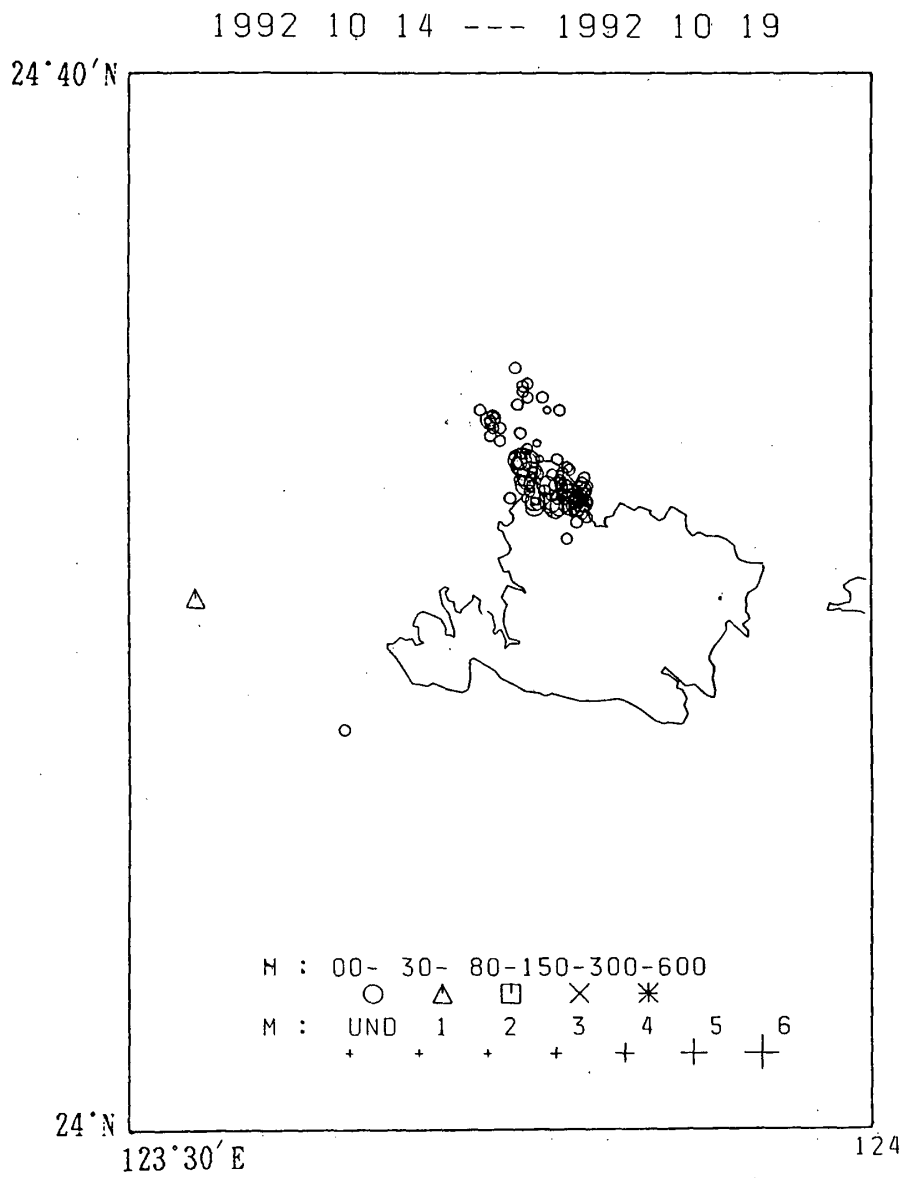 1992 10 14 --- 1992 10 19
24°40'N
H : 00- 30- 80-150-300-600
M : UND 1 2 3 4 5 6
24°N
123°30'E
124